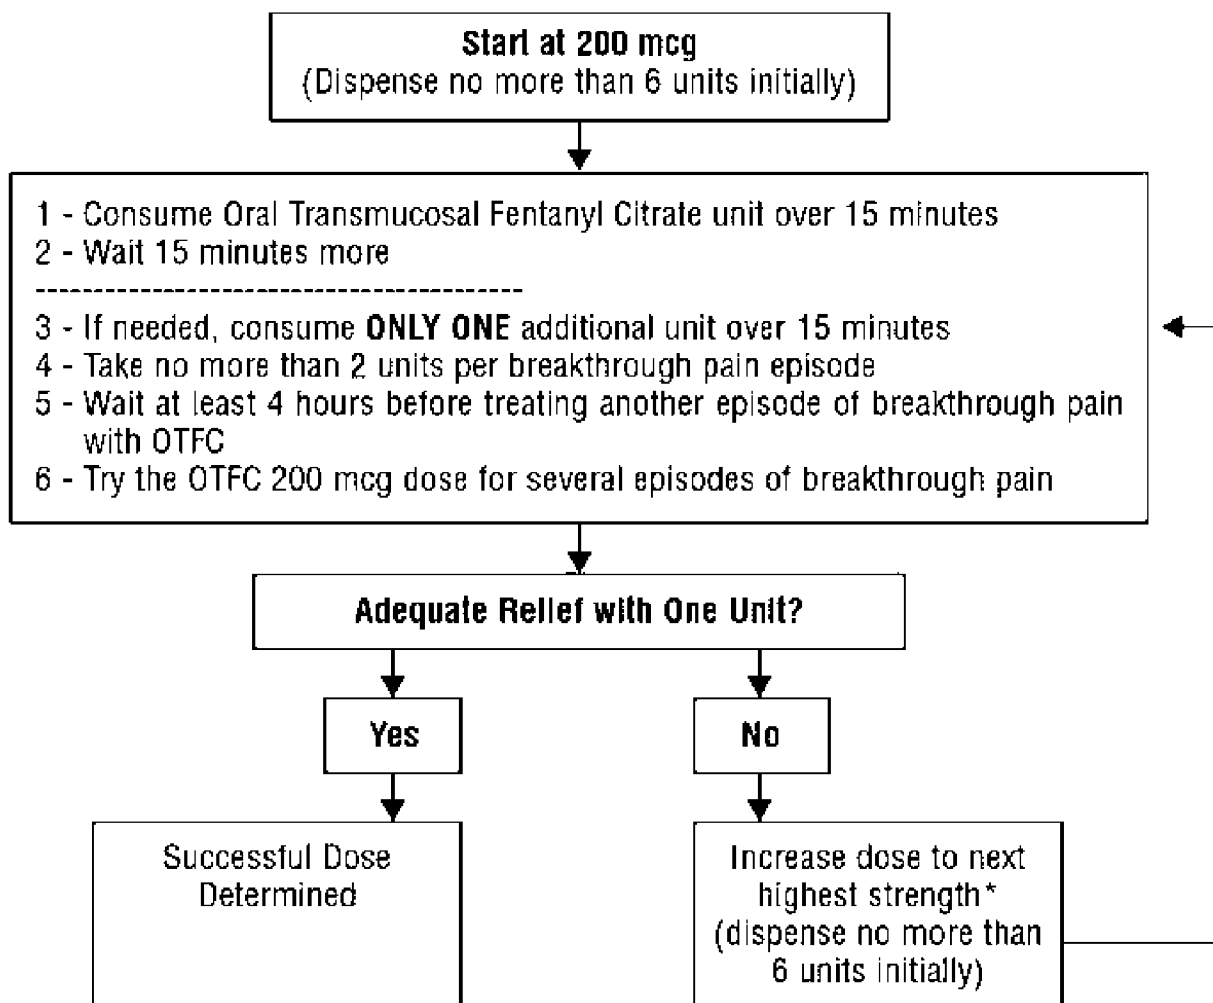 Start at 200 mcg
(Dispense no more than 6 units initially)
1 - Consume Oral Transmucosal Fentanyl Citrate unit over 15 minutes
2 - Wait 15 minutes more
-------------------------------------------
3 - If needed, consume ONLY ONE additional unit over 15 minutes
4 - Take no more than 2 units per breakthrough pain episode
5 - Wait at least 4 hours before treating another episode of breakthrough pain
with OTFC
6 - Try the OTFC 200 mcg dose for several episodes of breakthrough pain
Adequate Relief with One Unit?
Yes
No
Successful Dose
Determined
Increase dose to next
highest strength*
(dispense no more than
6 units initially)